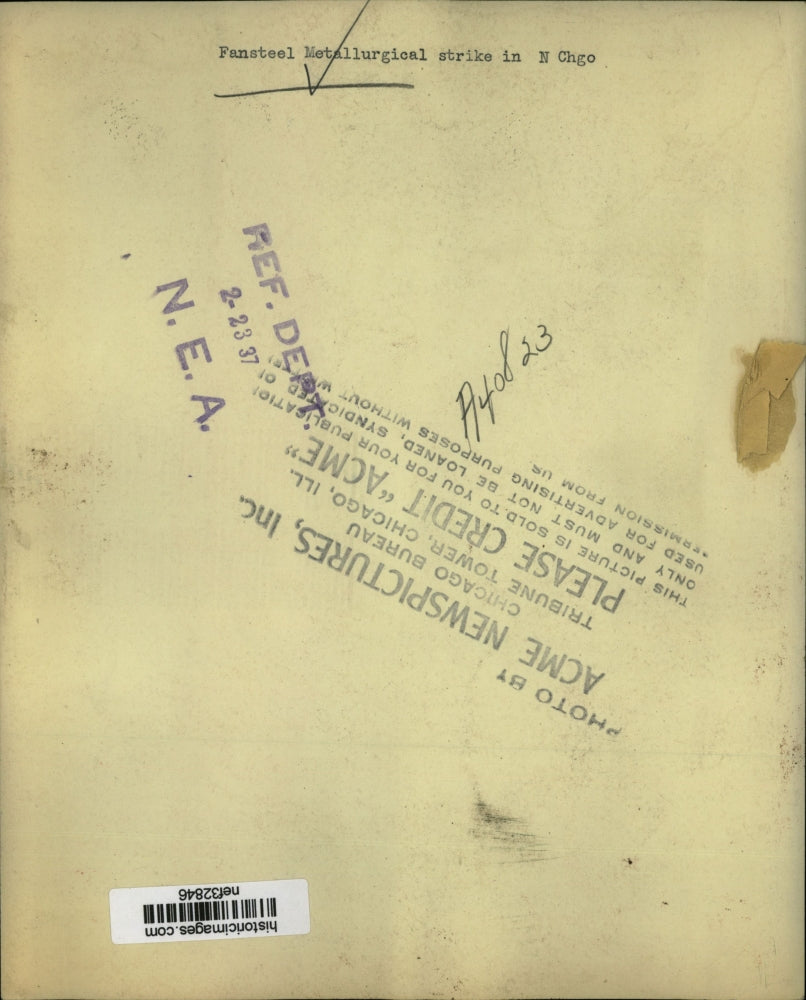 Fansteel Metallurgical strike in N Chgo
REF. DEPT.
2-23 37
N. E. A.
A40823
PHOTO BY
ACME NEWSPICTURES, Inc.
CHICAGO BUREAU
TRIBUNE TOWER, CHICAGO, ILL.
PLEASE CREDIT "ACME"
THIS PICTURE IS SOLD TO YOU FOR YOUR PUBLICATION
ONLY AND MUST NOT BE LOANED, SYNDICATED OR
USED FOR ADVERTISING PURPOSES WITHOUT
PERMISSION FROM US
historicimages.com
nef32846